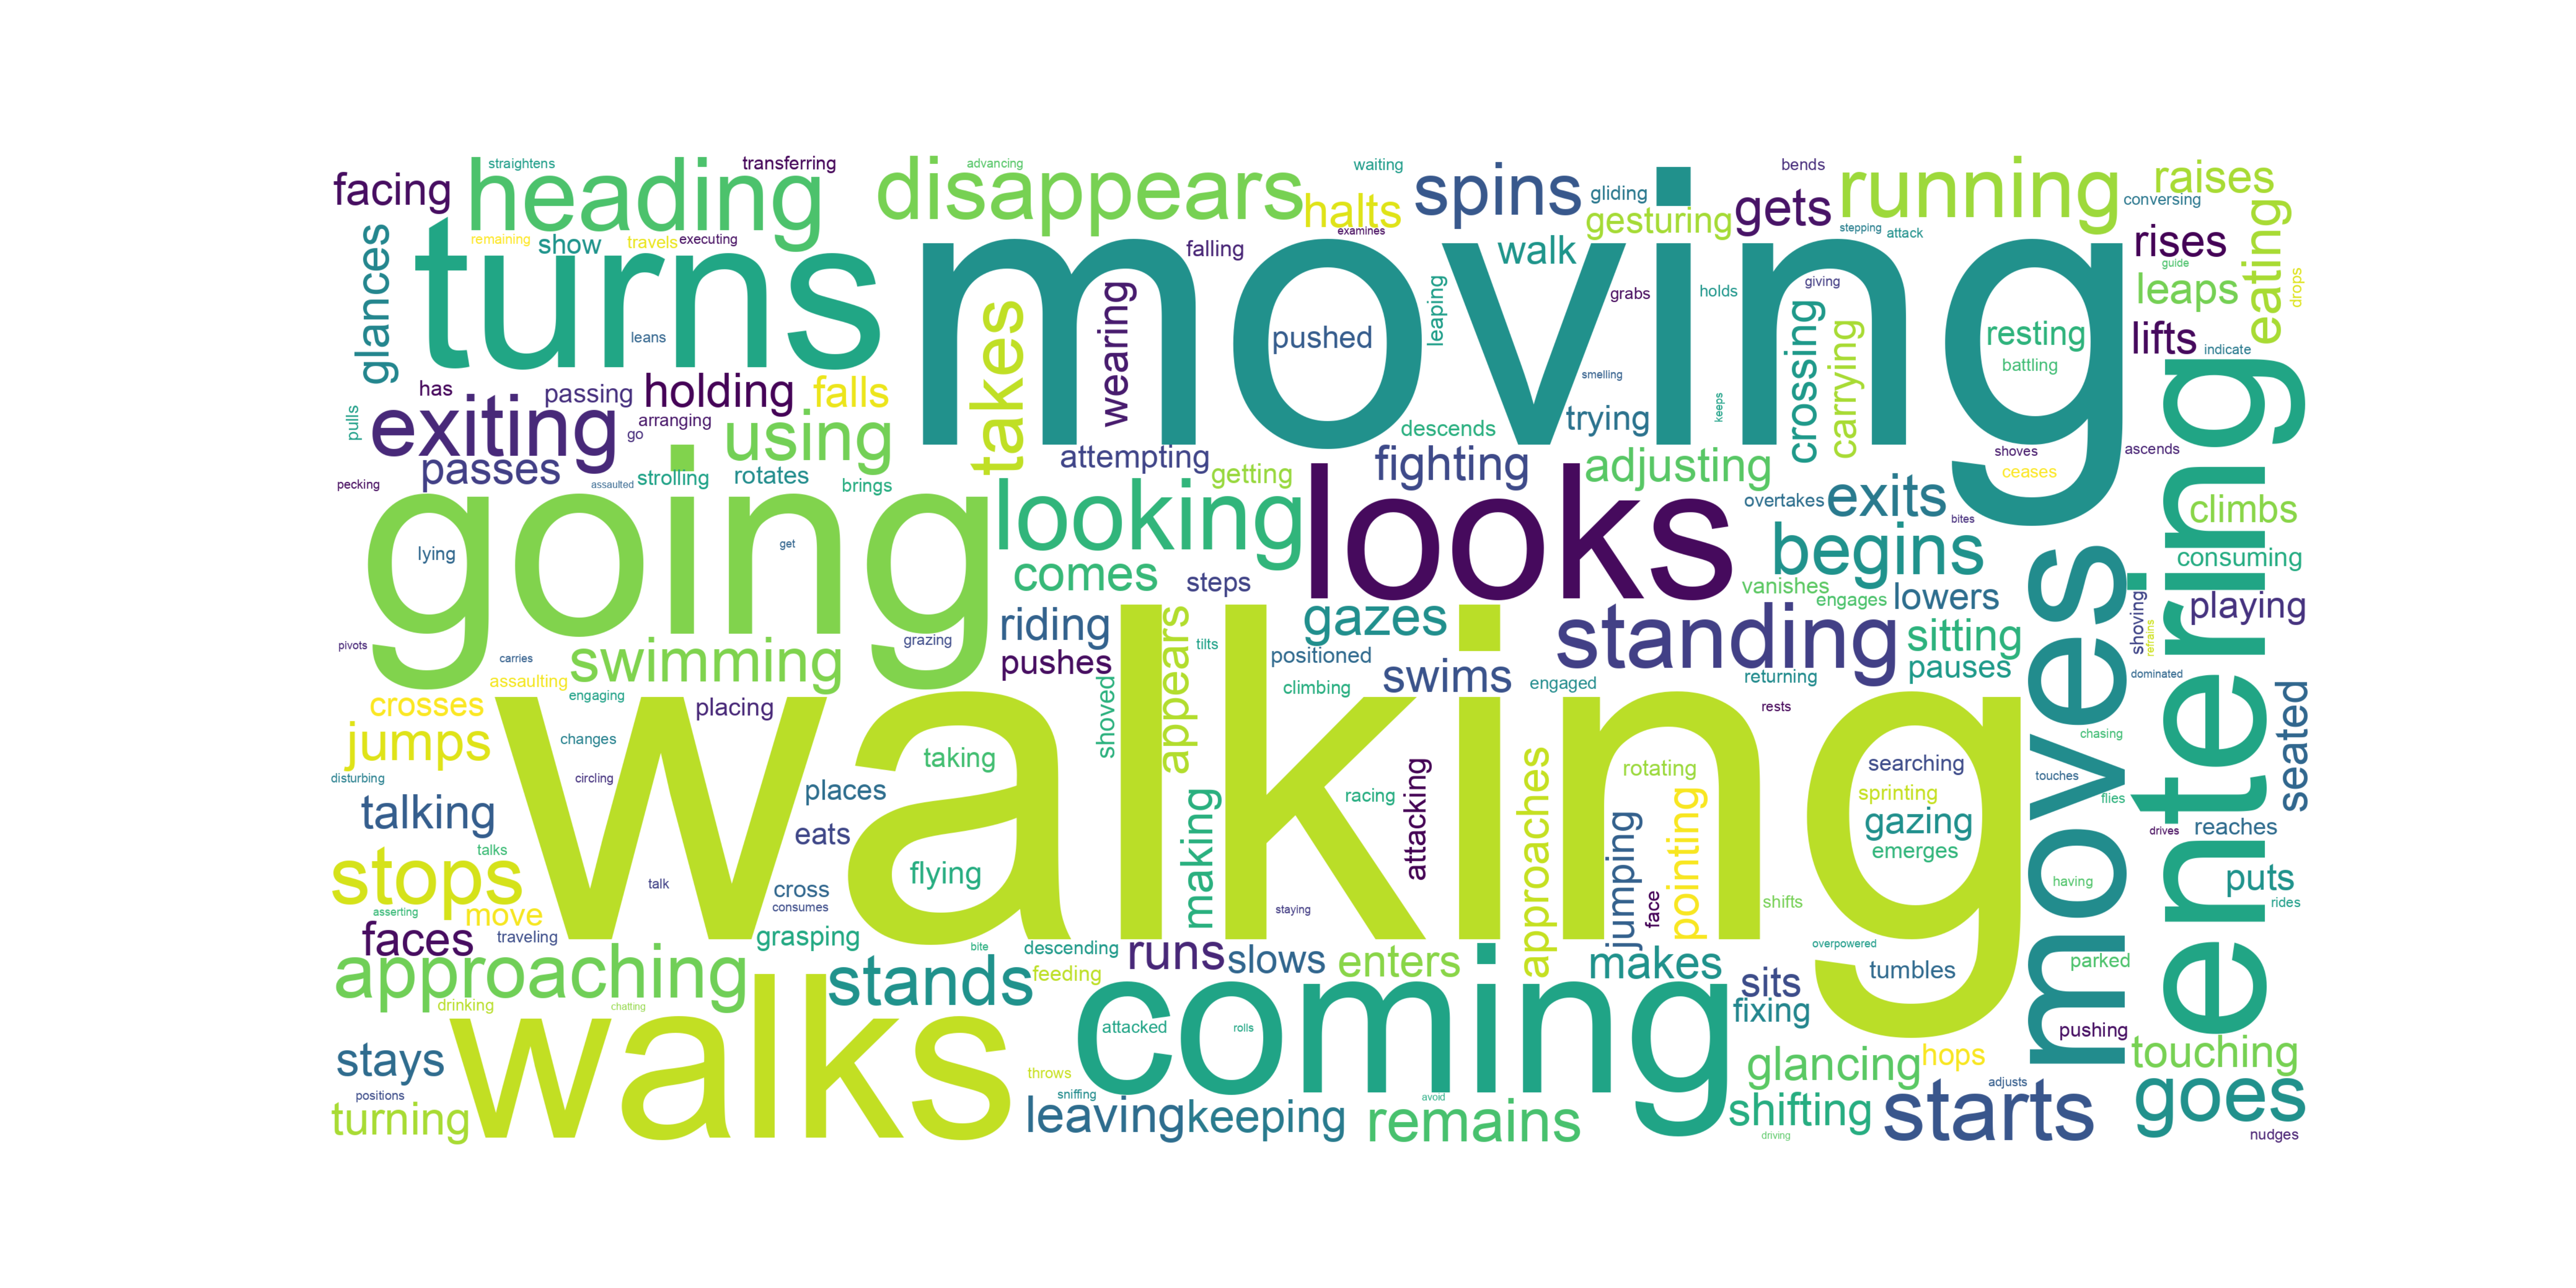 straightens
transferring
advancing
waiting
bends
facing
heading
disappears
halts
spins
gliding
gesturing
gets
running
raises
conversing
remaining
show
travels
executing
examines
falling
walk
stepping
attack
rises
eating
glances
turns
moving
guide
leaps
drops
leans
takes
wearing
pushed
leaping
grabs
holds
giving
crossing
carrying
resting
battling
lifts
indicate
has
passing
holding
falls
smelling
keeps
pulls
exiting
go
arranging
using
descends
trying
entering
passes
attempting
getting
fighting
adjusting
shoves
ceases
ascends
pecking
assaulted
strolling
rotates
brings
going
looking
looks
overtakes
exits
bites
climbs
lying
get
begins
consuming
comes
steps
vanishes
engages
lowers
moves
shoving
refrains
playing
pivots
grazing
riding
appears
tilts
gazes
standing
sitting
carries
swimming
pushes
positioned
swims
engaged
returning
pauses
dominated
assaulting
engaging
climbing
crosses
placing
shoved
walking
rests
seated
jumps
changes
taking
chasing
disturbing
circling
places
making
racing
attacking
approaches
rotating
searching
sprinting
touches
flies
talking
eats
jumping
pointing
gazing
drives
reaches
talks
emerges
stops
talk
flying
cross
consumes
staying
face
shifts
having
puts
rides
asserting
move
faces
traveling
grasping
bite
descending
runs
slows
enters
makes
overpowered
parked
approaching
stands
feeding
coming
sits
tumbles
drinking
chatting
walks
attacked
rolls
fixing
pushing
stays
throws
glancing
hops
touching
positions
sniffing
avoid
adjusts
turning
leaving
keeping
remains
shifting
driving
starts
goes
nudges